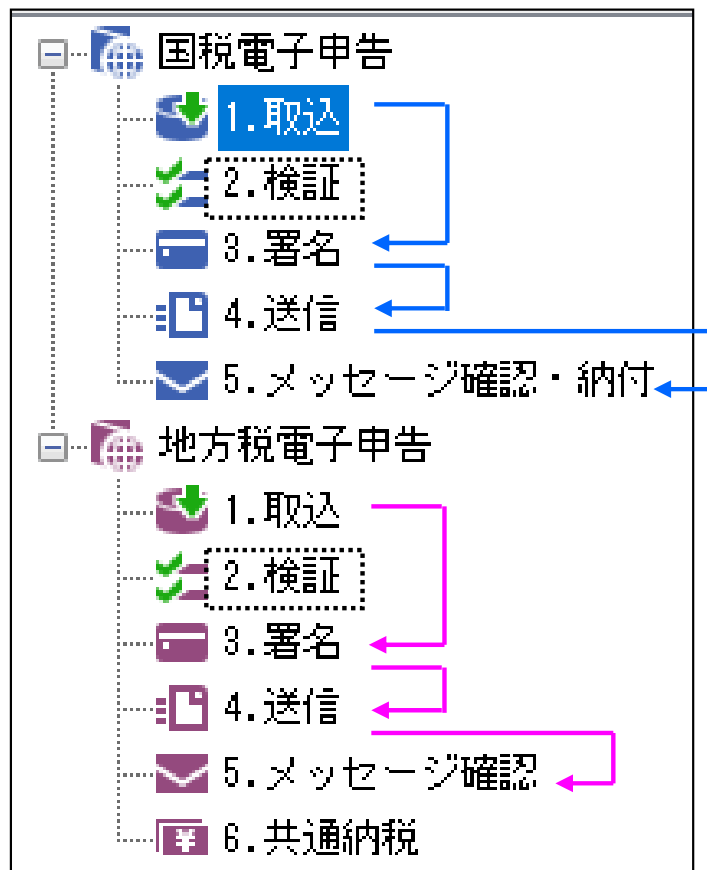 国税電子申告
1.取込
2.検証
3.署名
4.送信
5.メッセージ確認・納付
地方税電子申告
1.取込
2.検証
3.署名
4.送信
5.メッセージ確認
6.共通納税